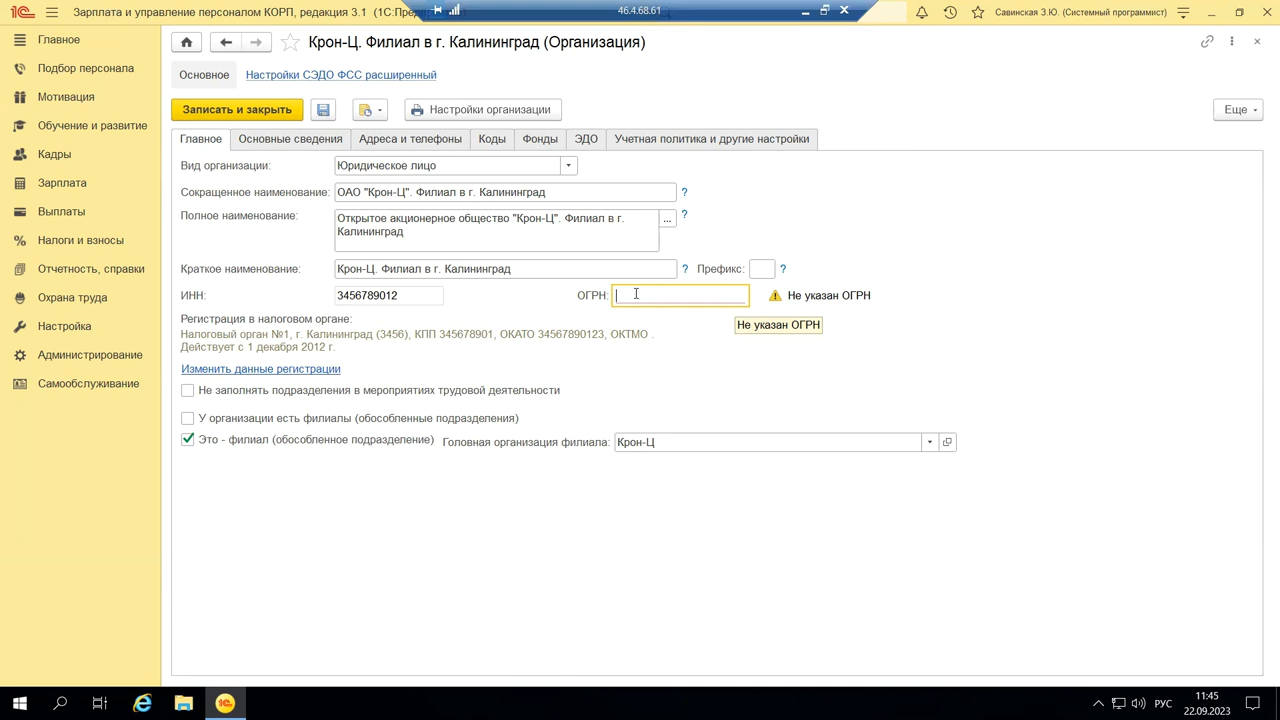 Зарплата и управление персоналом КОРП, редакция 3.1 (1С:Пре
46.4.68.61
Савинская З.Ю. (Системный программист)
Главное
Подбор персонала
Мотивация
Обучение и развитие
Кадры
Зарплата
Выплаты
Налоги и взносы
Отчетность, справки
Охрана труда
Настройка
Администрирование
Самообслуживание
Крон-Ц. Филиал в г. Калининград (Организация)
Основное Настройки СЭДО ФСС расширенный
Записать и закрыть Настройки организации Еще
Главное Основные сведения Адреса и телефоны Коды Фонды ЭДО Учетная политика и другие настройки
Вид организации: Юридическое лицо
Сокращенное наименование: ОАО "Крон-Ц". Филиал в г. Калининград ?
Полное наименование: Открытое акционерное общество "Крон-Ц". Филиал в г. ... ?
Калининград
Краткое наименование: Крон-Ц. Филиал в г. Калининград ? Префикс: ?
ИНН: 3456789012 ОГРН: Не указан ОГРН
Регистрация в налоговом органе:
Не указан ОГРН
Налоговый орган №1, г. Калининград (3456), КПП 345678901, ОКАТО 34567890123, ОКТМО .
Действует с 1 декабря 2012 г.
Изменить данные регистрации
Не заполнять подразделения в мероприятиях трудовой деятельности
У организации есть филиалы (обособленные подразделения)
Это - филиал (обособленное подразделение) Головная организация филиала: Крон-Ц
РУС
11:45
22.09.2023